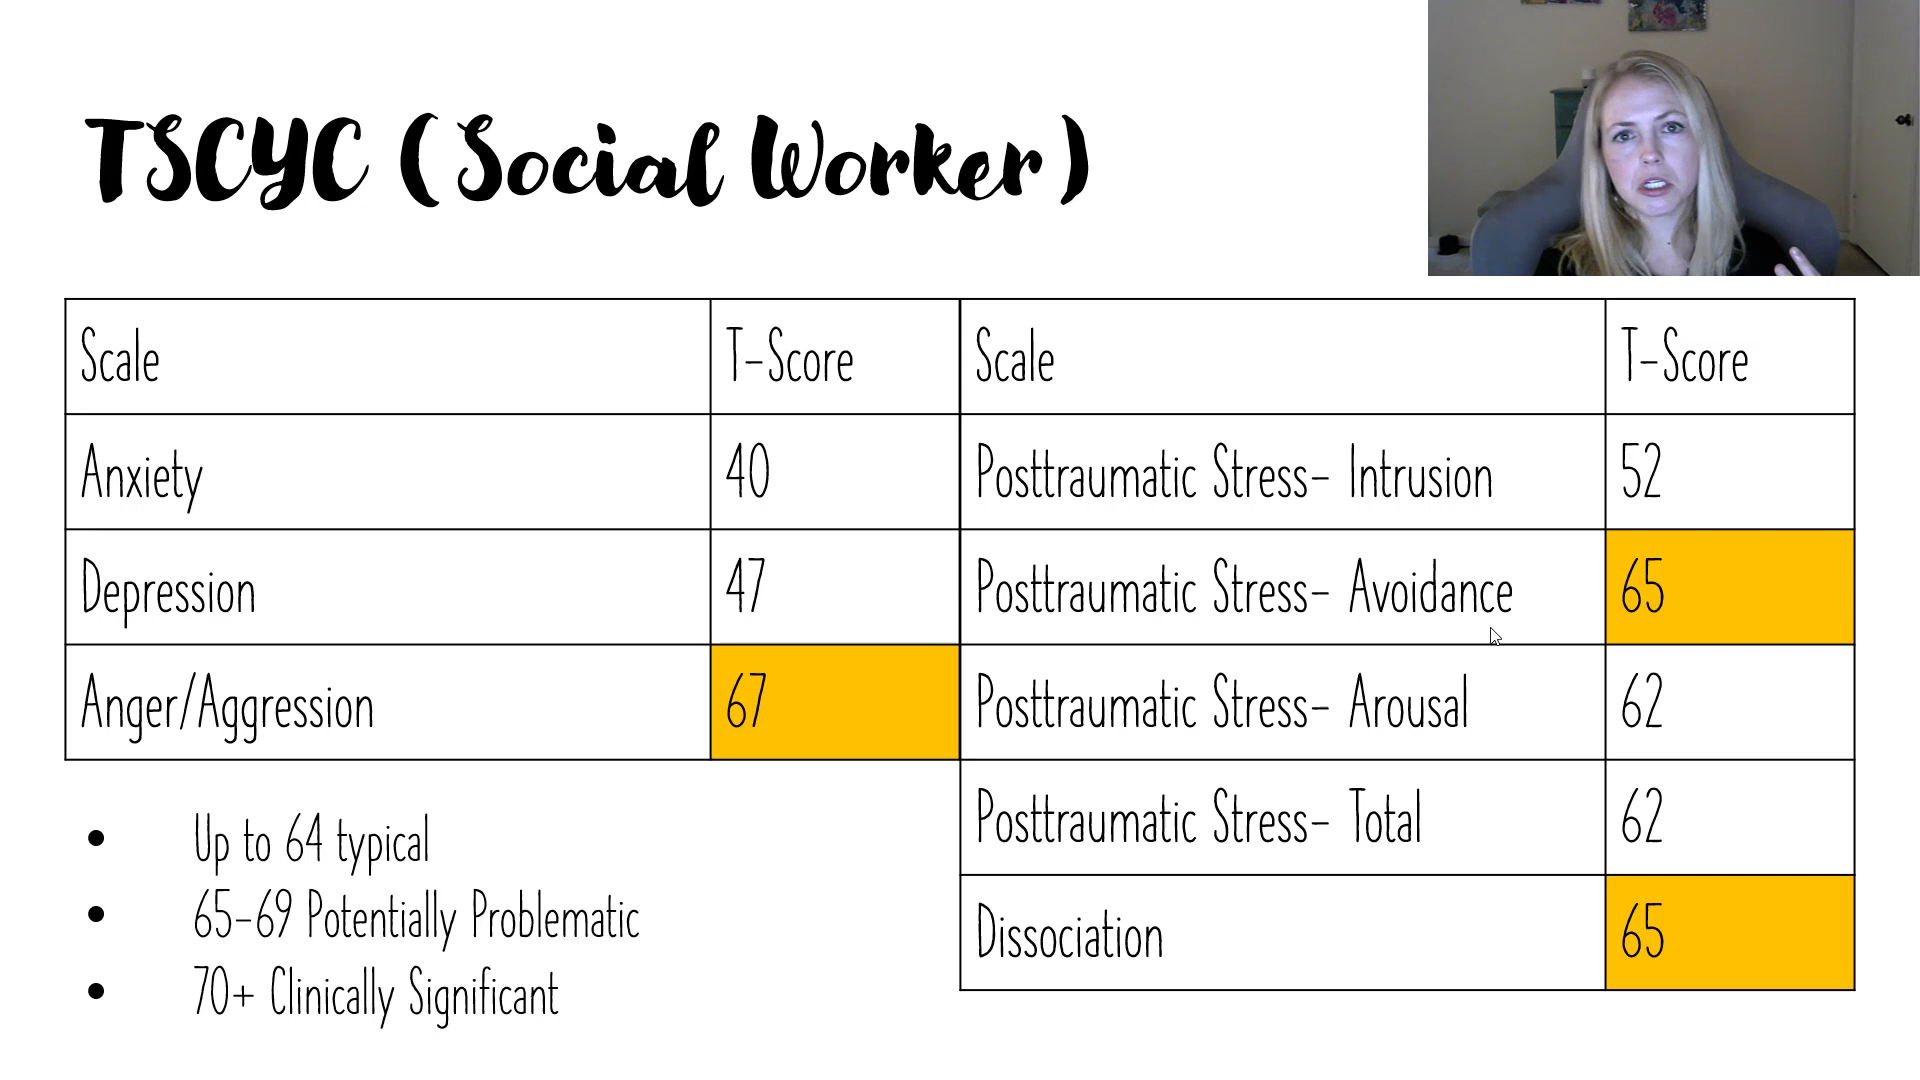 TSCYC (Social Worker)
Scale T-Score Scale T-Score
Anxiety 40 Posttraumatic Stress- Intrusion 52
Depression 47 Posttraumatic Stress- Avoidance 65
Anger/Aggression 67 Posttraumatic Stress- Arousal 62
Posttraumatic Stress- Total 62
Dissociation 65
• Up to 64 typical
• 65-69 Potentially Problematic
• 70+ Clinically Significant